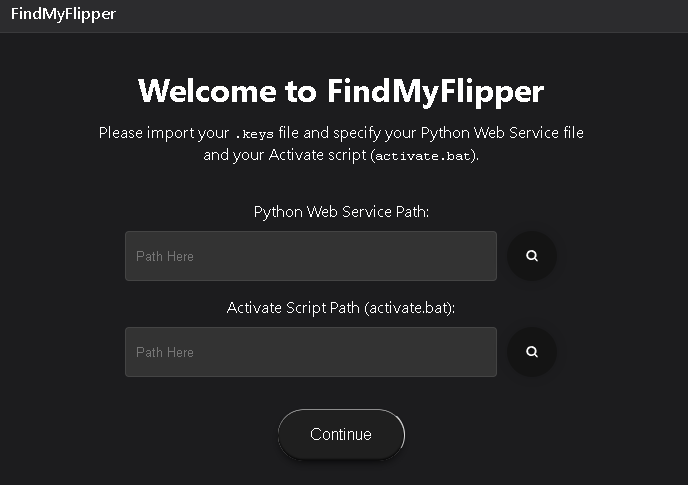 FindMyFlipper
Welcome to FindMyFlipper
Please import your .keys file and specify your Python Web Service file
and your Activate script (activate.bat).
Python Web Service Path:
Path Here
Activate Script Path (activate.bat):
Path Here
Continue